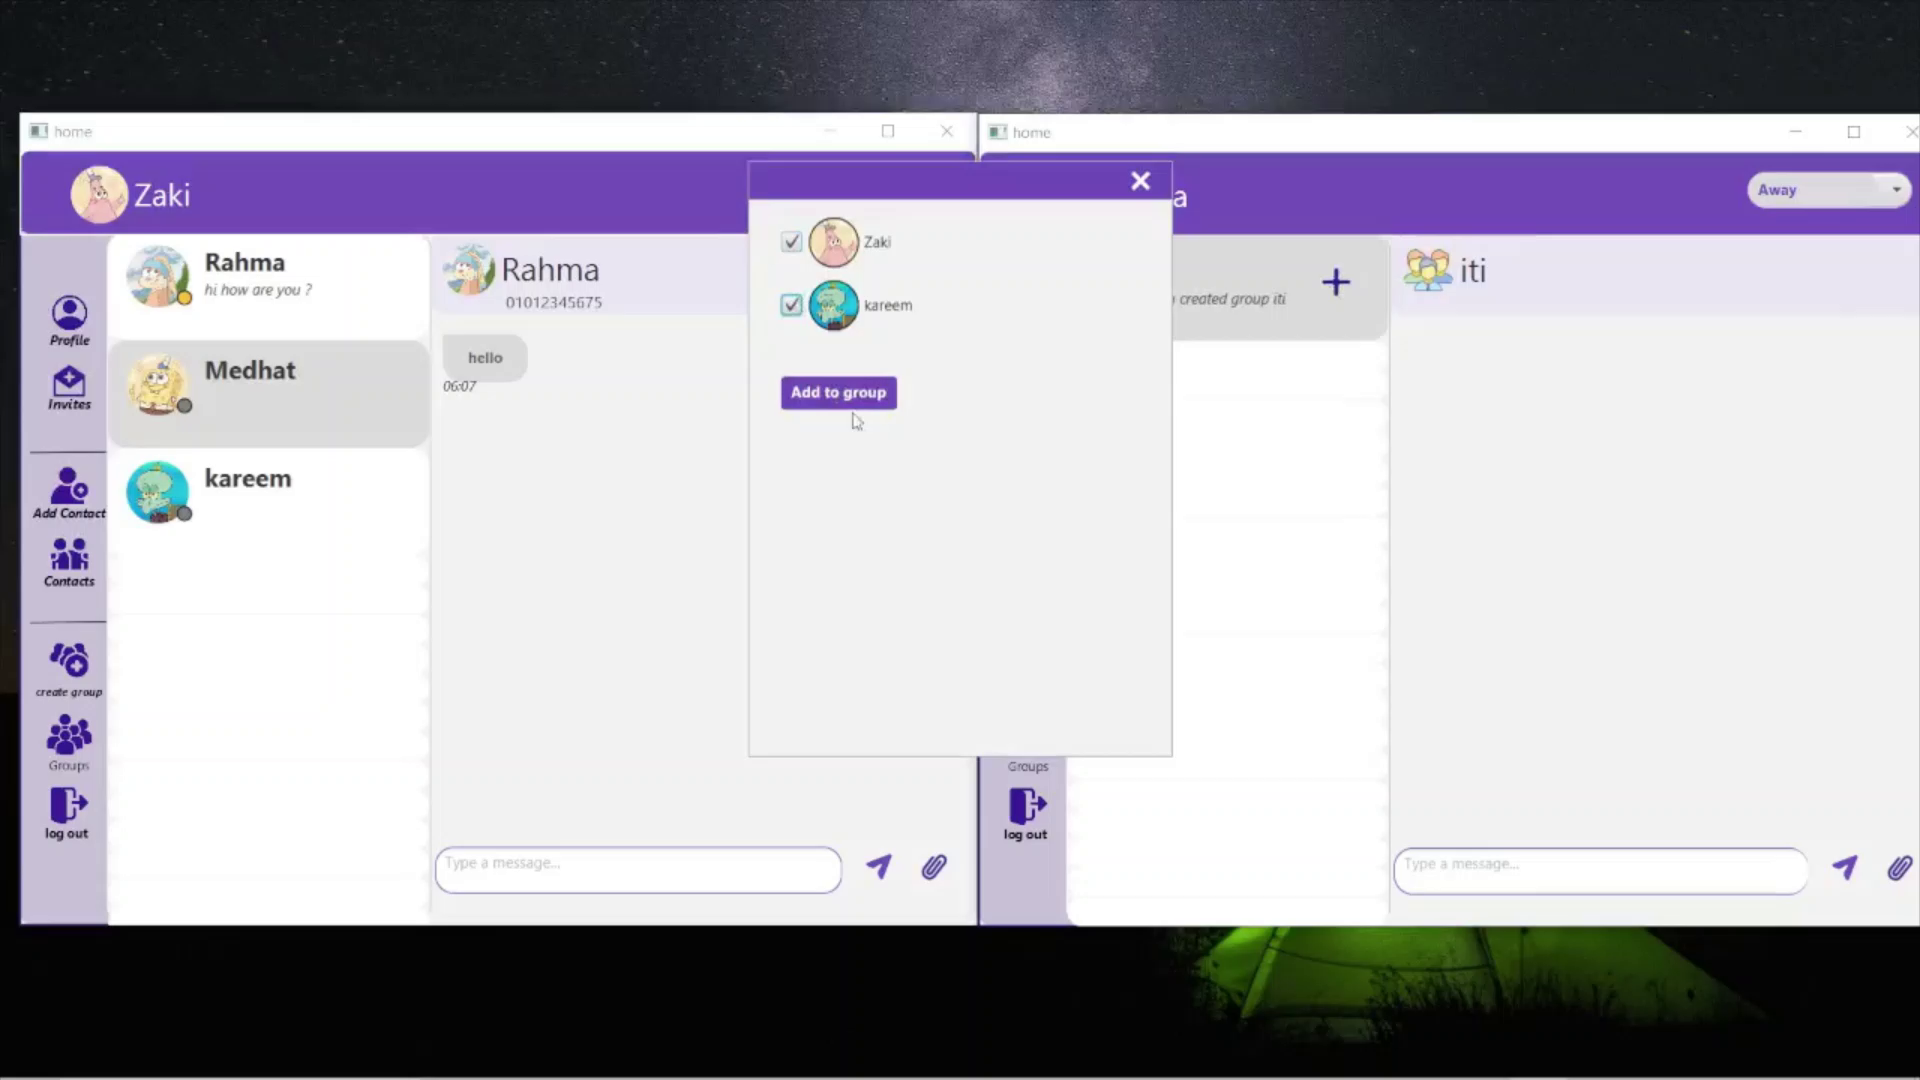 home
Zaki
Profile
Invites
Add Contact
Contacts
create group
Groups
log out
Rahma
hi how are you ?
Medhat
kareem
Rahma
01012345675
hello
06:07
Type a message...
Zaki
kareem
Add to group
home
a
Away
created group iti
iti
Groups
log out
Type a message...